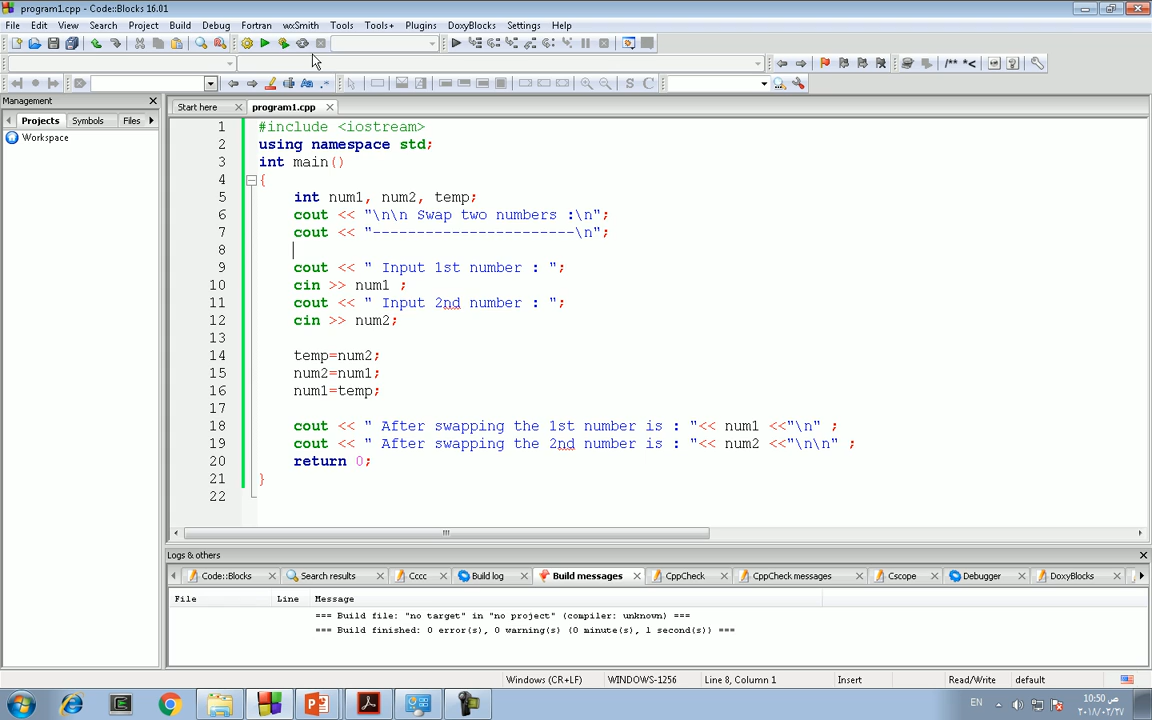 program1.cpp - Code::Blocks 16.01
File Edit View Search Project Build Debug Fortran wxSmith Tools Tools+ Plugins DoxyBlocks Settings Help
/** *<
S C
Aa .*
Management
Start here program1.cpp
Projects Symbols Files
Workspace
1 #include <iostream>
2 using namespace std;
3 int main()
4 {
5 int num1, num2, temp;
6 cout << "\n\n Swap two numbers :\n";
7 cout << "-----------------------\n";
8
9 cout << " Input 1st number : ";
10 cin >> num1 ;
11 cout << " Input 2nd number : ";
12 cin >> num2;
13
14 temp=num2;
15 num2=num1;
16 num1=temp;
17
18 cout << " After swapping the 1st number is : "<< num1 <<"\n" ;
19 cout << " After swapping the 2nd number is : "<< num2 <<"\n\n" ;
20 return 0;
21 }
22
Logs & others
Code::Blocks Search results Cccc Build log Build messages CppCheck CppCheck messages Cscope Debugger DoxyBlocks
File Line Message
=== Build file: "no target" in "no project" (compiler: unknown) ===
=== Build finished: 0 error(s), 0 warning(s) (0 minute(s), 1 second(s)) ===
Windows (CR+LF) WINDOWS-1256 Line 8, Column 1 Insert Read/Write default
EN
10:50 ص
٢٠١٨/٠٢/٢٧